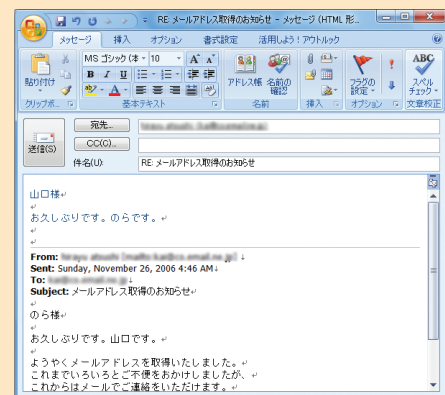 RE: メールアドレス取得のお知らせ - メッセージ (HTML 形...
メッセージ 挿入 オプション 書式設定 活用しよう!アウトルック
MS ゴシック (本 10
貼り付け
アドレス帳 名前の確認
フラグの設定
スペルチェック
クリップボ... 基本テキスト 名前 挿入 オプション 文章校正
送信(S)
宛先...
CC(C)...
件名(U): RE: メールアドレス取得のお知らせ
山口様
お久しぶりです。のらです。
From:
Sent: Sunday, November 26, 2006 4:46 AM
To:
Subject: メールアドレス取得のお知らせ
のら様
お久しぶりです。山口です。
ようやくメールアドレスを取得いたしました。
これまでいろいろとご不便をおかけしましたが、
これからはメールでご連絡をいただけます。